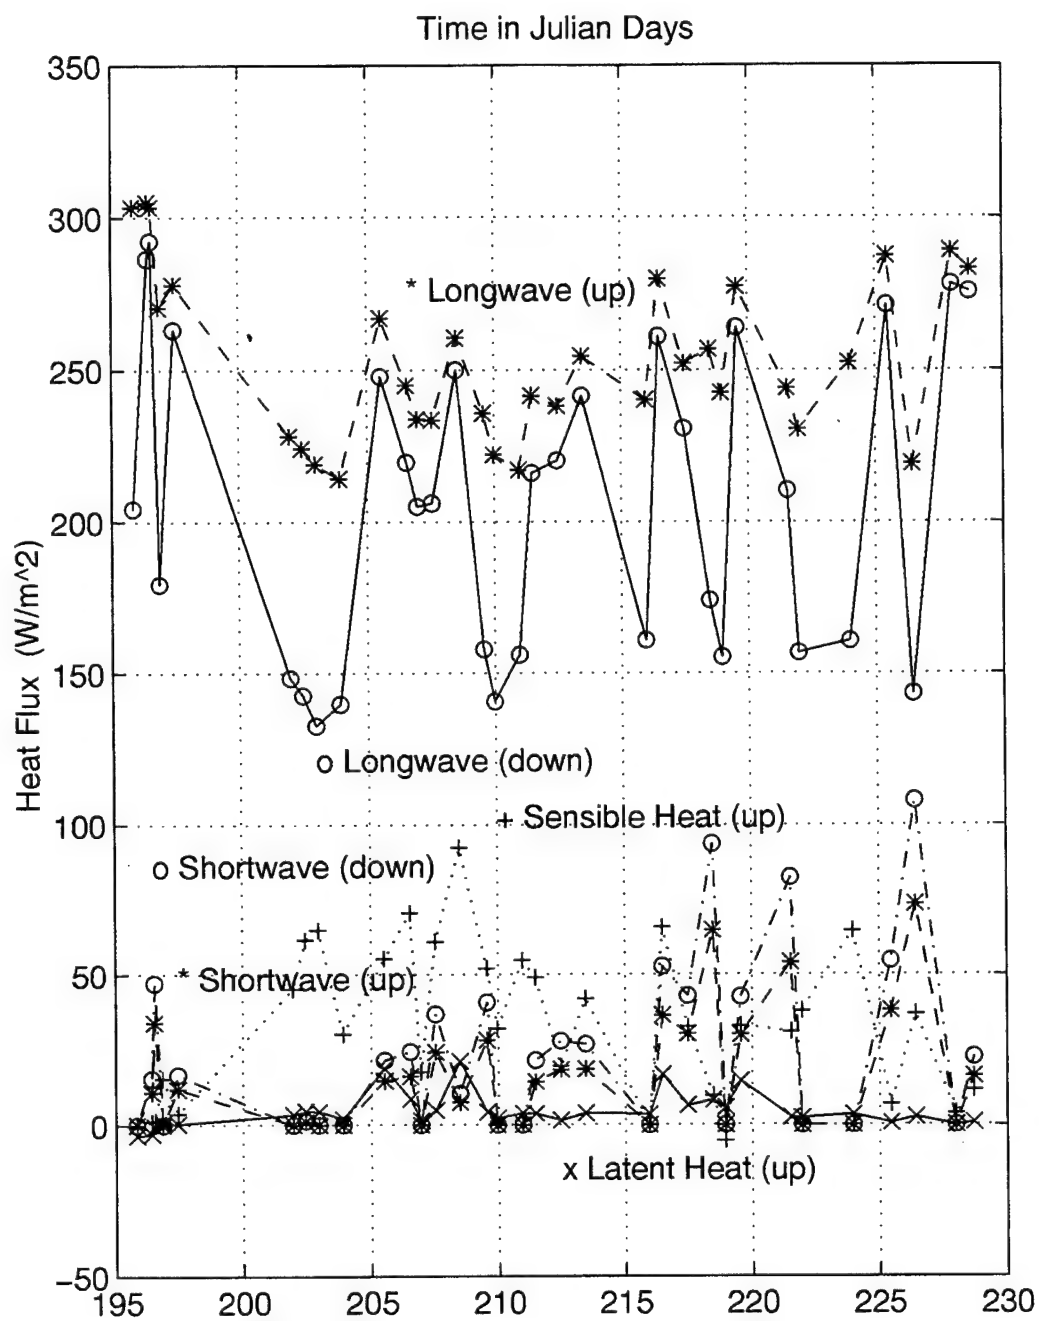 Time in Julian Days
350
300
* Longwave (up)
250
200
Heat Flux (W/m^2)
150
o Longwave (down)
+ Sensible Heat (up)
100
o Shortwave (down)
50
* Shortwave (up)
0
x Latent Heat (up)
−50
195 200 205 210 215 220 225 230